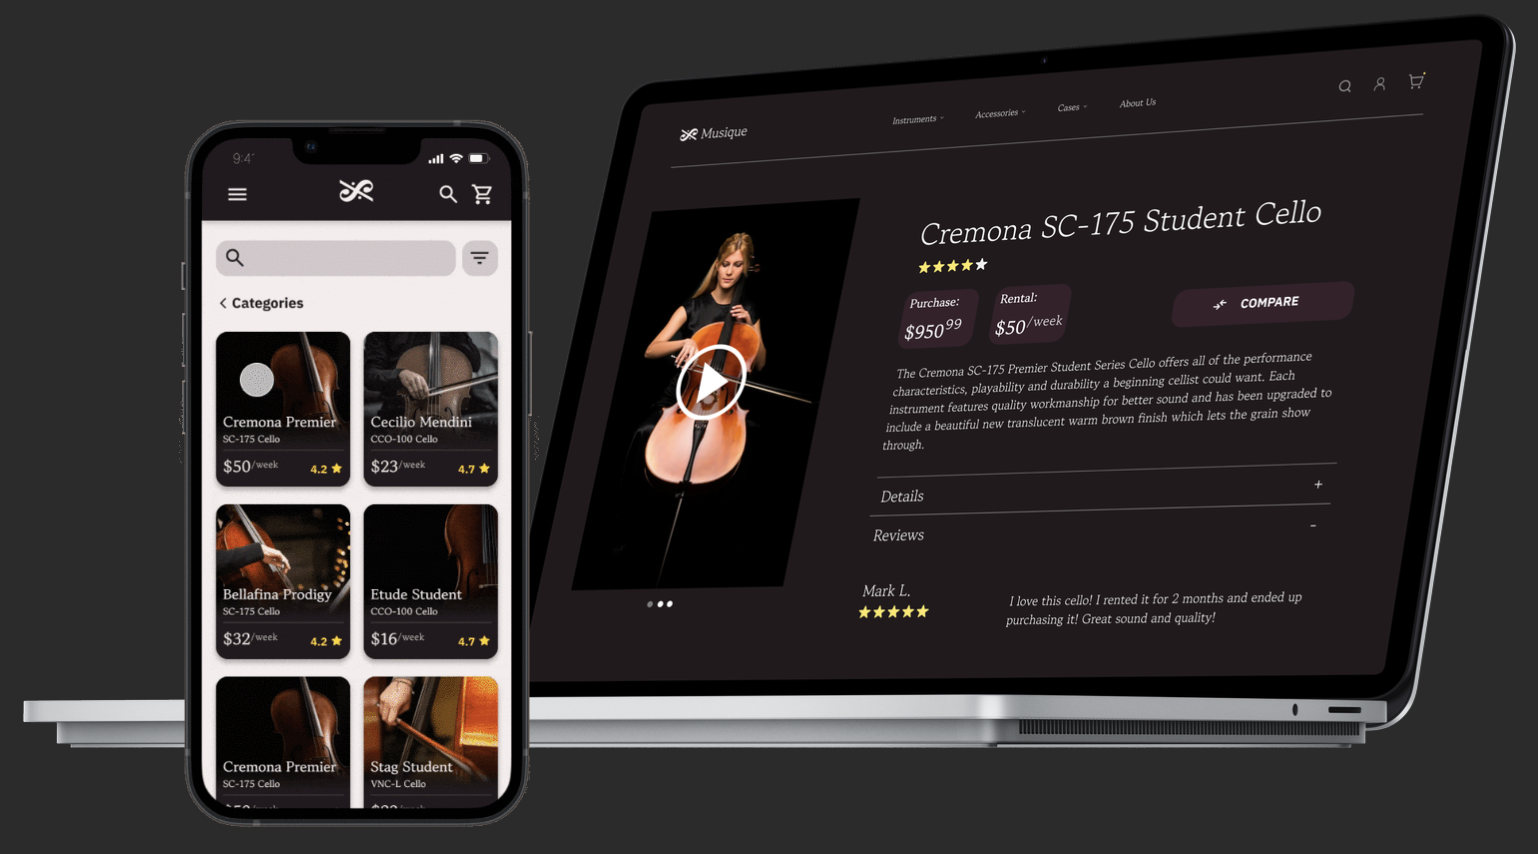 9:41
Categories
Cremona Premier
SC-175 Cello
$50/week
4.2
Cecilio Mendini
CCO-100 Cello
$23/week
4.7
Bellafina Prodigy
SC-175 Cello
$32/week
4.2
Etude Student
CCO-100 Cello
$16/week
4.7
Cremona Premier
SC-175 Cello
Stag Student
VNC-L Cello
Musique
Instruments
Accessories
Cases
About Us
Cremona SC-175 Student Cello
Purchase:
$950 99
Rental:
$50/week
COMPARE
The Cremona SC-175 Premier Student Series Cello offers all of the performance
characteristics, playability and durability a beginning cellist could want. Each
instrument features quality workmanship for better sound and has been upgraded to
include a beautiful new translucent warm brown finish which lets the grain show
through.
Details
+
Reviews
-
Mark L.
I love this cello! I rented it for 2 months and ended up
purchasing it! Great sound and quality!